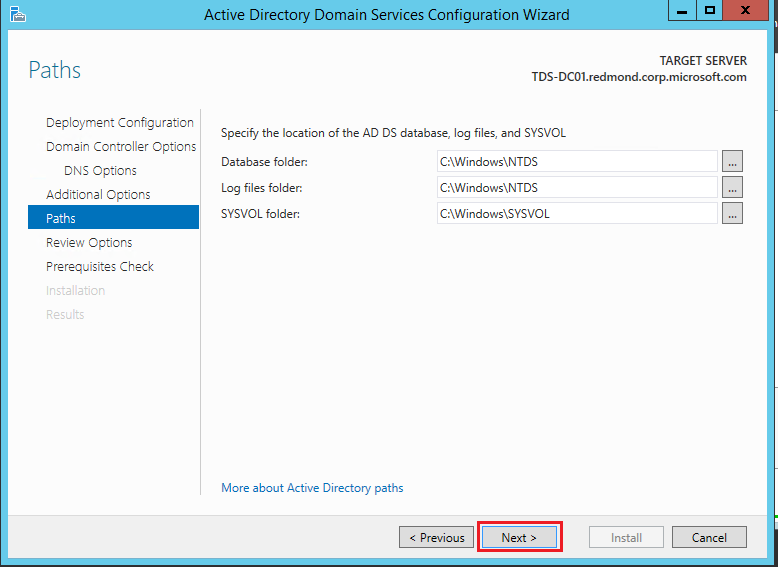 Active Directory Domain Services Configuration Wizard
Paths
TARGET SERVER
TDS-DC01.redmond.corp.microsoft.com
Deployment Configuration
Domain Controller Options
DNS Options
Additional Options
Paths
Review Options
Prerequisites Check
Installation
Results
Specify the location of the AD DS database, log files, and SYSVOL
Database folder: C:\Windows\NTDS ...
Log files folder: C:\Windows\NTDS ...
SYSVOL folder: C:\Windows\SYSVOL ...
More about Active Directory paths
< Previous Next > Install Cancel